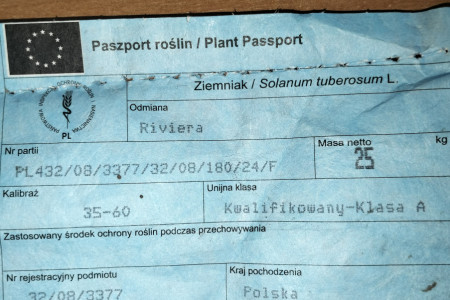 Paszport roślin / Plant Passport
Ziemniak / Solanum tuberosum L.
PL
Odmiana
Riviera
Nr partii
Masa netto
kg
PL432/08/3377/32/08/180/24/F
25
Kalibraż
Unijna klasa
35-60
Kwalifikowany-Klasa A
Zastosowany środek ochrony roślin podczas przechowywania
Nr rejestracyjny podmiotu
Kraj pochodzenia
32/08/3377
Polska